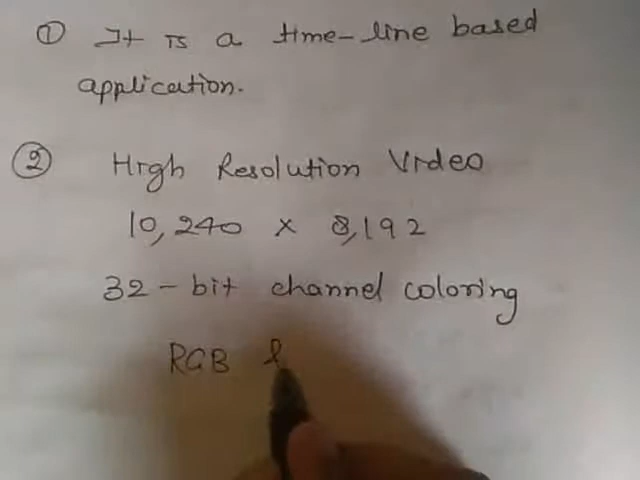 ① It is a time-line based
application.
② High Resolution Video
10,240 x 8,192
32-bit channel coloring
RGB &